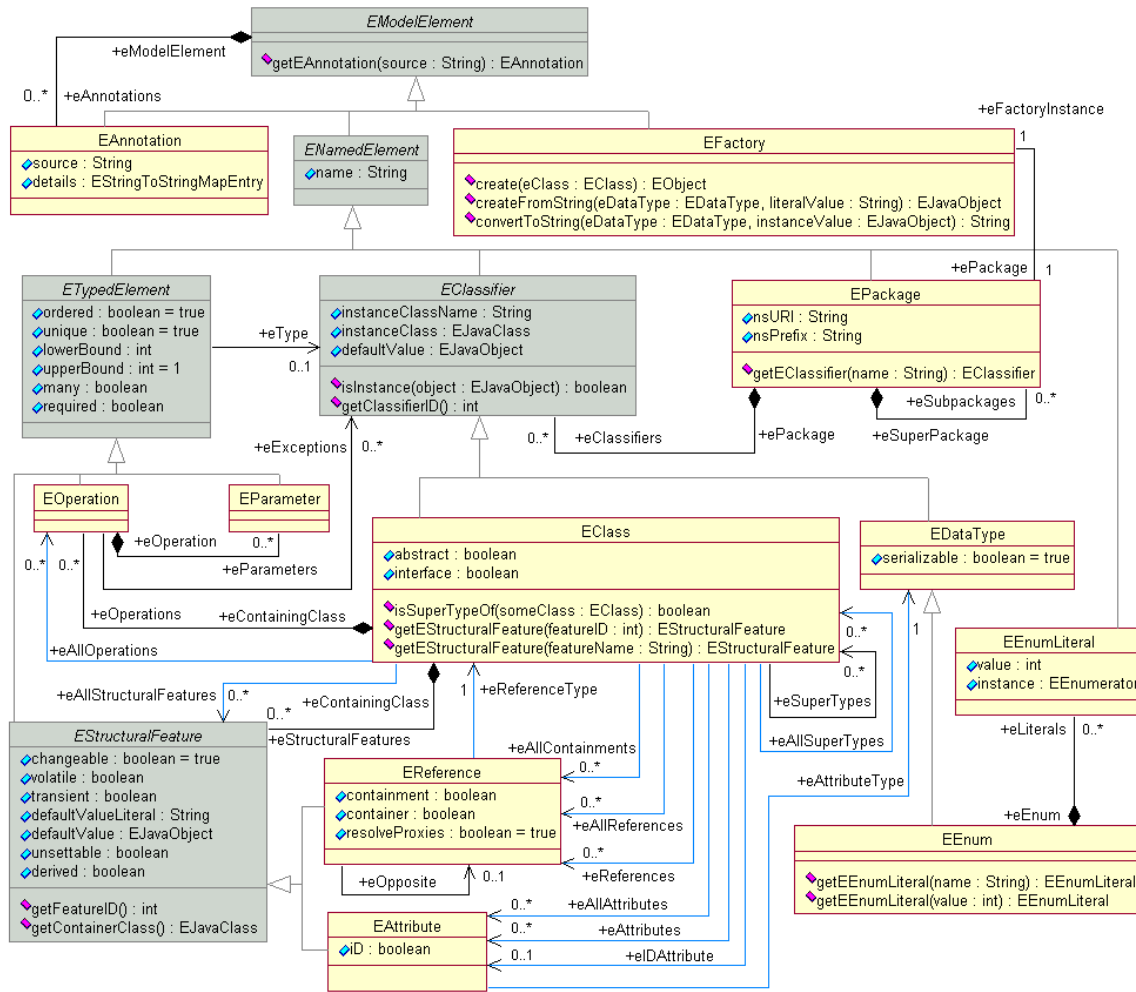 EModelElement
getEAnnotation(source : String) : EAnnotation
+eModelElement
0..*
+eAnnotations
EAnnotation
source : String
details : EStringToStringMapEntry
ENamedElement
name : String
+eFactoryInstance
1
EFactory
create(eClass : EClass) : EObject
createFromString(eDataType : EDataType, literalValue : String) : EJavaObject
convertToString(eDataType : EDataType, instanceValue : EJavaObject) : String
+ePackage
1
ETypedElement
ordered : boolean = true
unique : boolean = true
lowerBound : int
upperBound : int = 1
many : boolean
required : boolean
+eType
0..1
EClassifier
instanceClassName : String
instanceClass : EJavaClass
defaultValue : EJavaObject
isInstance(object : EJavaObject) : boolean
getClassifierID() : int
EPackage
nsURI : String
nsPrefix : String
getEClassifier(name : String) : EClassifier
+eSubpackages
0..*
+eSuperPackage
0..*
+eClassifiers
+ePackage
+eExceptions
0..*
EOperation
EParameter
+eOperation
0..*
+eParameters
0..*
0..*
+eOperations
+eContainingClass
+eAllOperations
EClass
abstract : boolean
interface : boolean
isSuperTypeOf(someClass : EClass) : boolean
getEStructuralFeature(featureID : int) : EStructuralFeature
getEStructuralFeature(featureName : String) : EStructuralFeature
EDataType
serializable : boolean = true
0..*
1
0..*
+eSuperTypes
+eAllSuperTypes
+eAttributeType
EEnumLiteral
value : int
instance : EEnumerator
+eLiterals
0..*
+eEnum
EEnum
getEEnumLiteral(name : String) : EEnumLiteral
getEEnumLiteral(value : int) : EEnumLiteral
+eAllStructuralFeatures
0..*
+eContainingClass
0..*
+eStructuralFeatures
1
+eReferenceType
EStructuralFeature
changeable : boolean = true
volatile : boolean
transient : boolean
defaultValueLiteral : String
defaultValue : EJavaObject
unsettable : boolean
derived : boolean
getFeatureID() : int
getContainerClass() : EJavaClass
EReference
containment : boolean
container : boolean
resolveProxies : boolean = true
+eAllContainments
0..*
0..*
+eAllReferences
0..*
+eReferences
+eOpposite
0..1
EAttribute
iD : boolean
0..*
+eAllAttributes
0..*
+eAttributes
0..1
+eIDAttribute